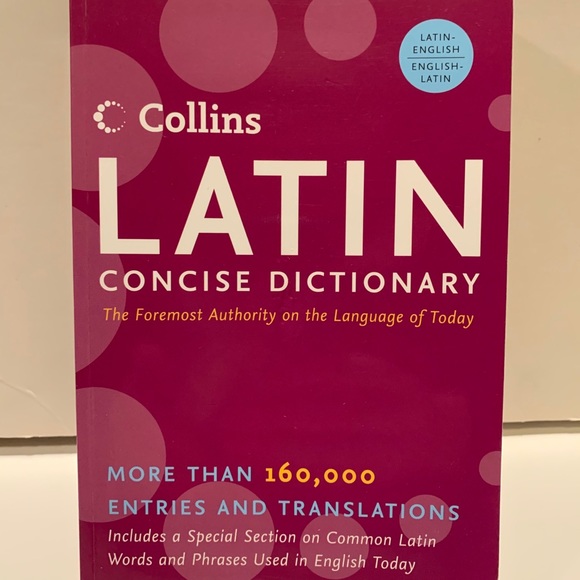 LATIN-
ENGLISH
ENGLISH-
LATIN
Collins
LATIN
CONCISE DICTIONARY
The Foremost Authority on the Language of Today
MORE THAN 160,000
ENTRIES AND TRANSLATIONS
Includes a Special Section on Common Latin
Words and Phrases Used in English Today